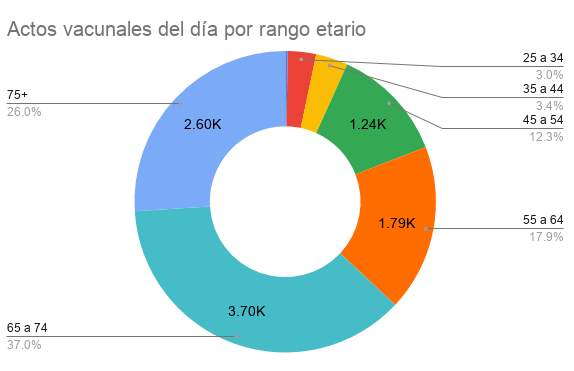 Actos vacunales del día por rango etario
25 a 34
3.0%
35 a 44
3.4%
45 a 54
12.3%
55 a 64
17.9%
65 a 74
37.0%
75+
26.0%
1.24K
1.79K
3.70K
2.60K